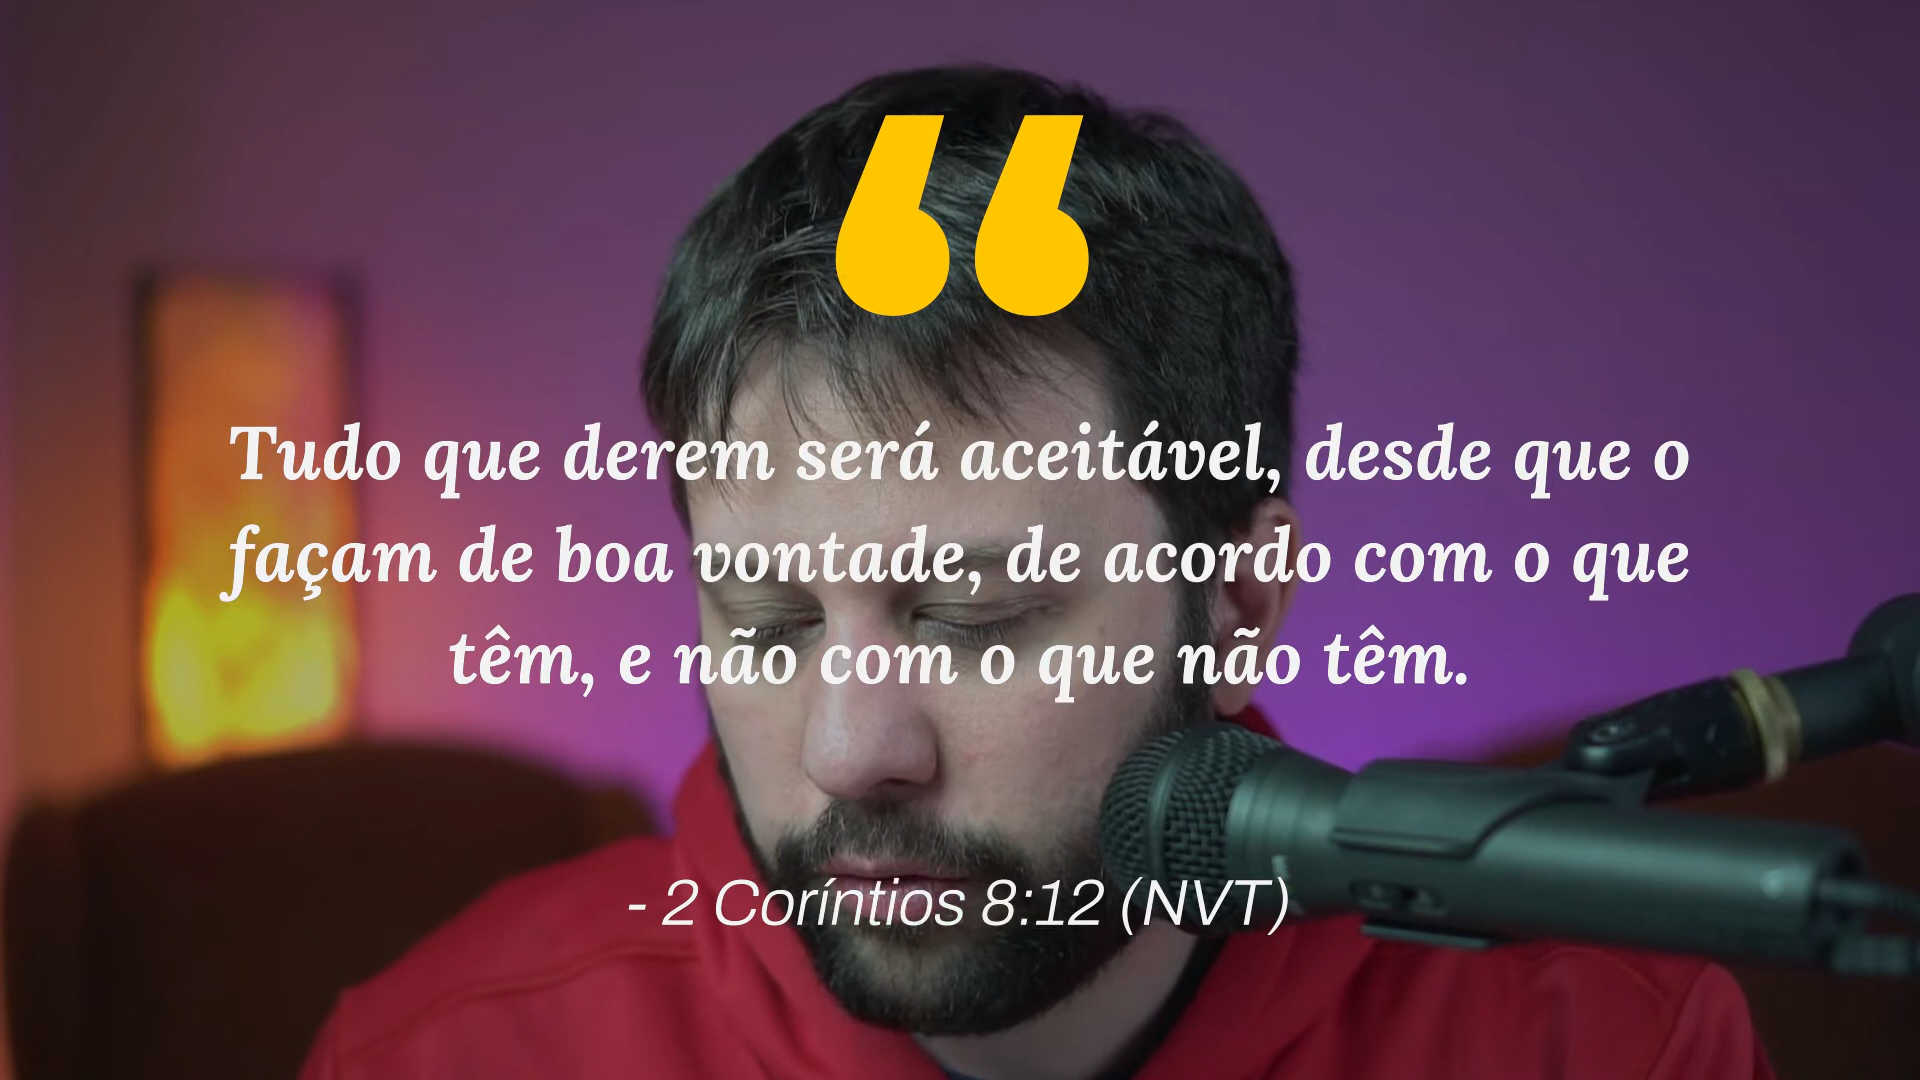 “
Tudo que derem será aceitável, desde que o
façam de boa vontade, de acordo com o que
têm, e não com o que não têm.
- 2 Coríntios 8:12 (NVT)